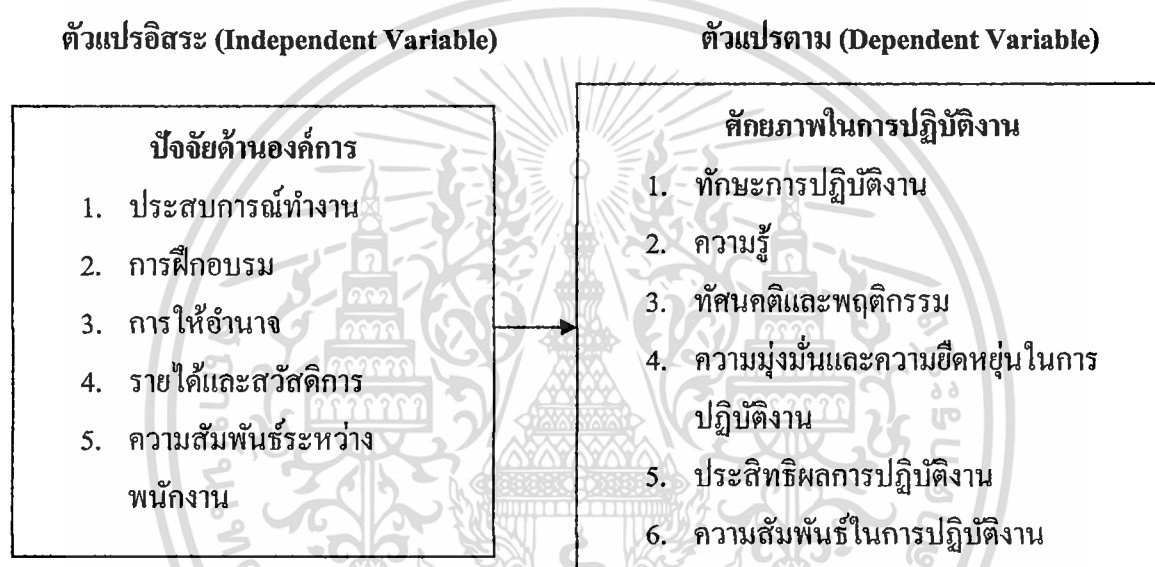 ตัวแปรอิสระ (Independent Variable)
ตัวแปรตาม (Dependent Variable)
ปัจจัยด้านองค์การ
1. ประสบการณ์ทำงาน
2. การฝึกอบรม
3. การให้อำนาจ
4. รายได้และสวัสดิการ
5. ความสัมพันธ์ระหว่าง
พนักงาน
ศักยภาพในการปฏิบัติงาน
1. ทักษะการปฏิบัติงาน
2. ความรู้
3. ทัศนคติและพฤติกรรม
4. ความมุ่งมั่นและความยืดหยุ่นในการ
ปฏิบัติงาน
5. ประสิทธิผลการปฏิบัติงาน
6. ความสัมพันธ์ในการปฏิบัติงาน